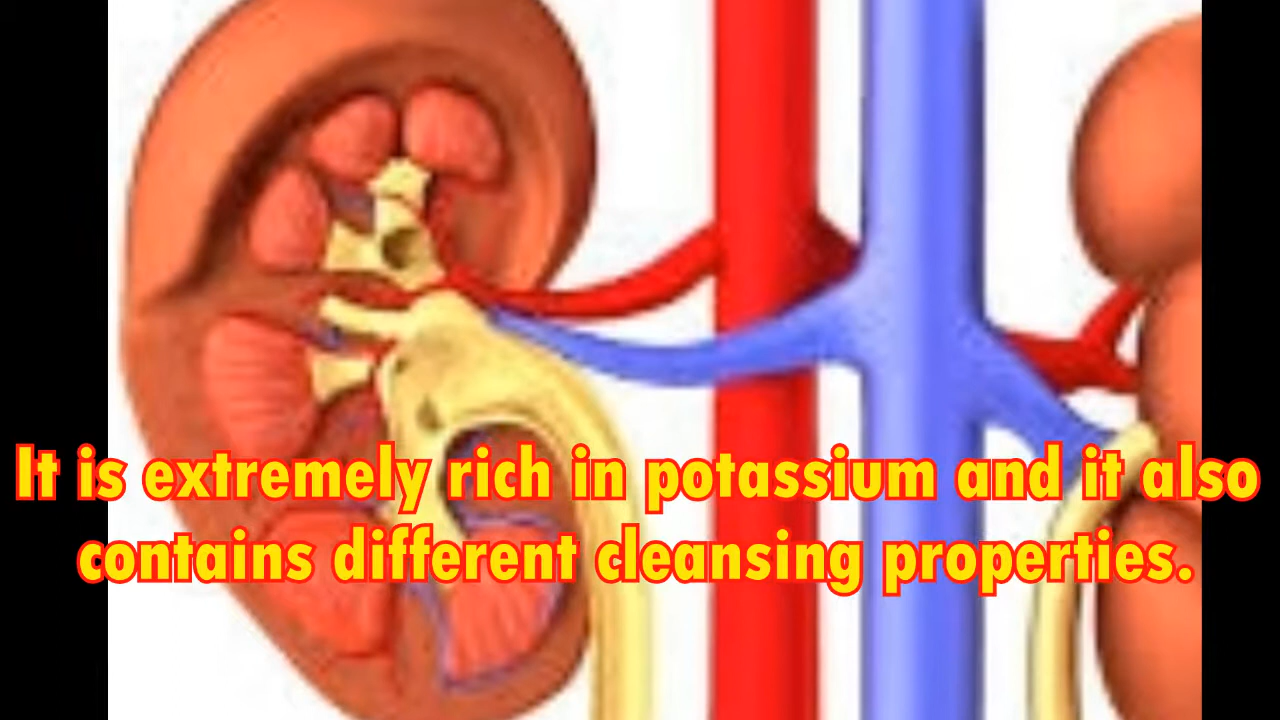 It is extremely rich in potassium and it also
contains different cleansing properties.